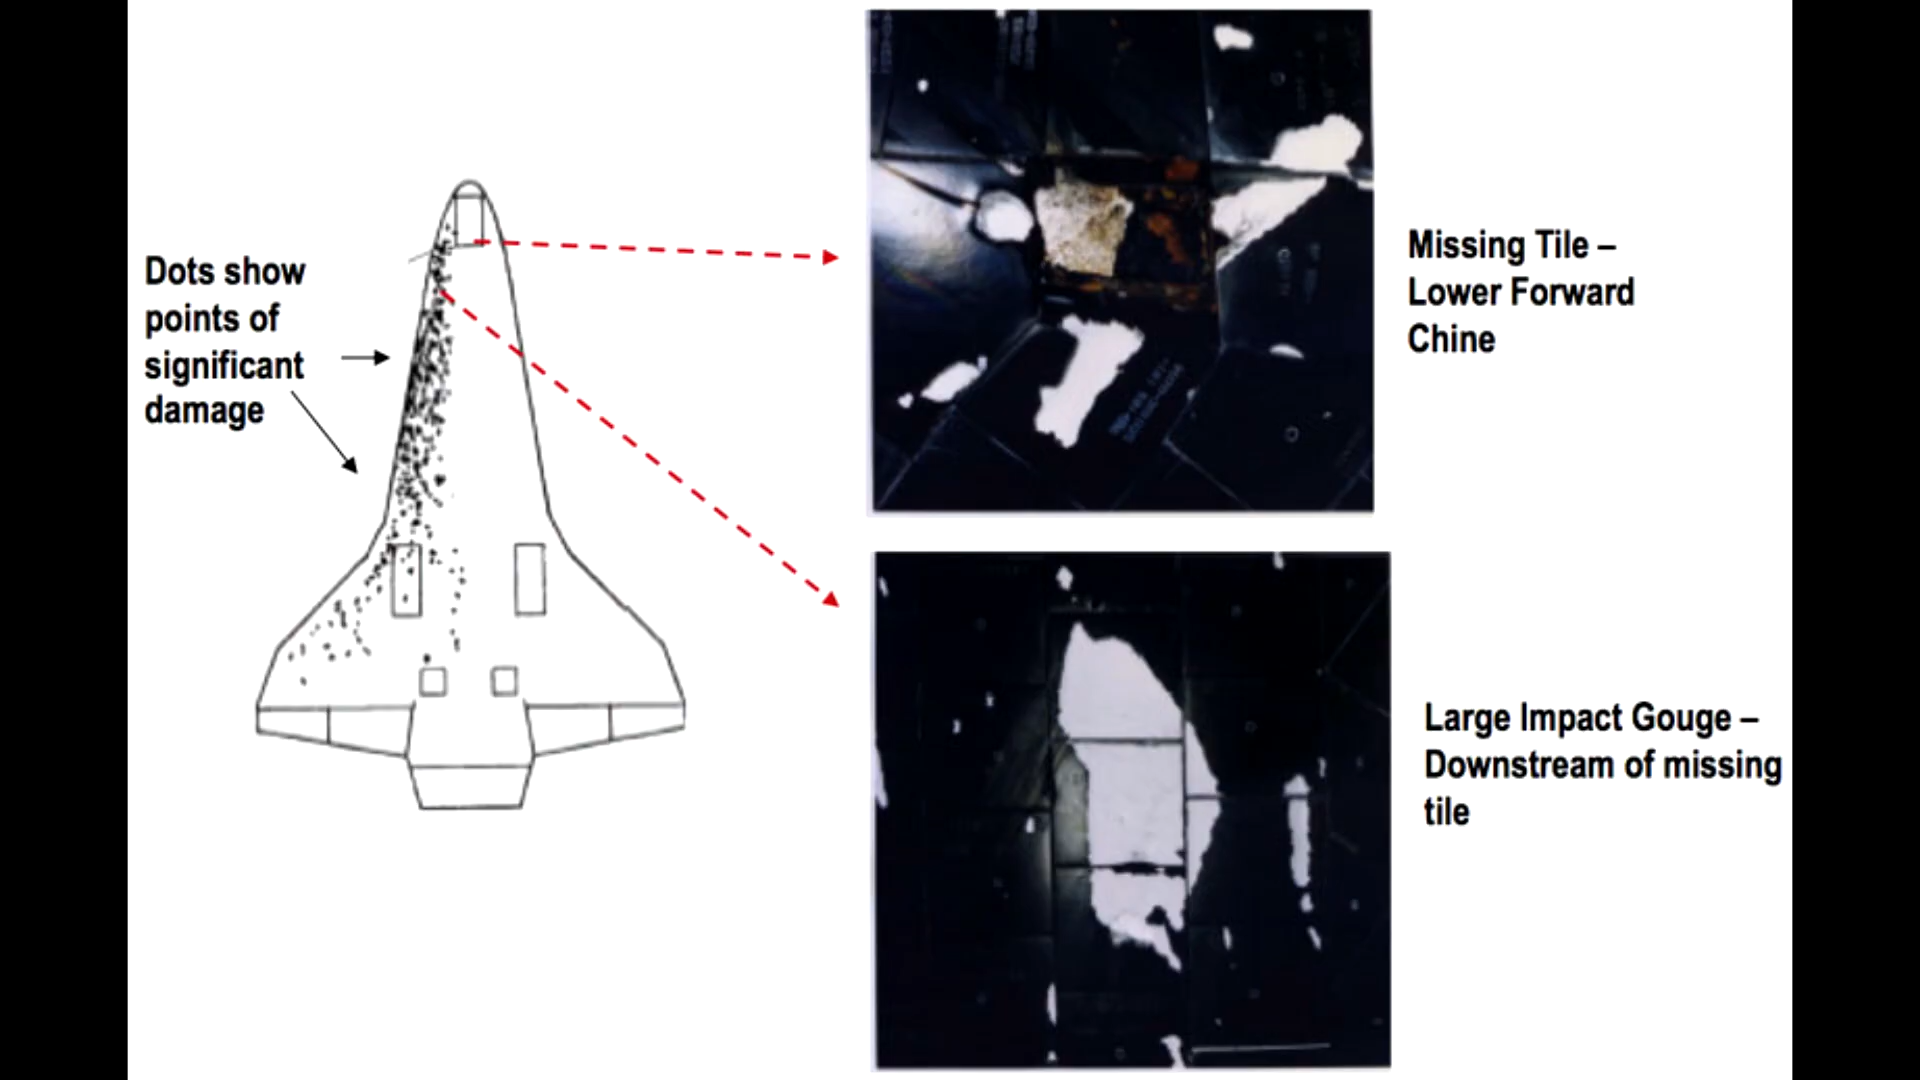 Dots show
points of
significant
damage
Missing Tile –
Lower Forward
Chine
Large Impact Gouge –
Downstream of missing
tile